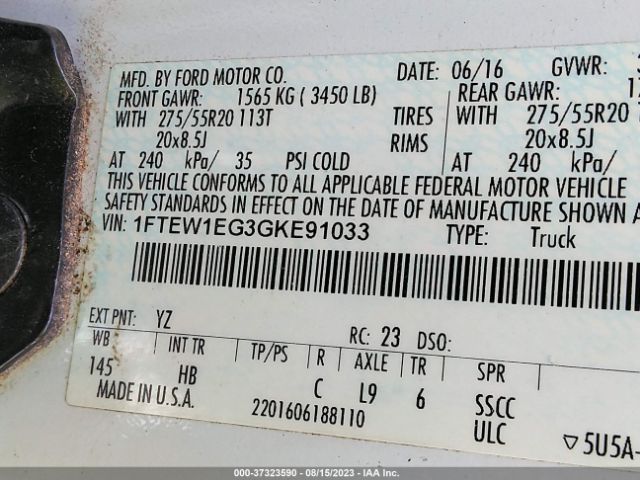 MFD. BY FORD MOTOR CO. DATE: 06/16 GVWR:
FRONT GAWR: 1565 KG ( 3450 LB) REAR GAWR:
WITH 275/55R20 113T TIRES WITH 275/55R20
20x8.5J RIMS 20x8.5J
AT 240 kPa/ 35 PSI COLD AT 240 kPa/
THIS VEHICLE CONFORMS TO ALL APPLICABLE FEDERAL MOTOR VEHICLE
SAFETY STANDARDS IN EFFECT ON THE DATE OF MANUFACTURE SHOWN
VIN: 1FTEW1EG3GKE91033 TYPE: Truck
EXT PNT: YZ RC: 23 DSO:
WB INT TR TP/PS R AXLE TR SPR
145 HB C L9 6 SSCC
MADE IN U.S.A. 2201606188110 ULC ▽5U5A-
000-37323590 - 08/15/2023 - IAA Inc.